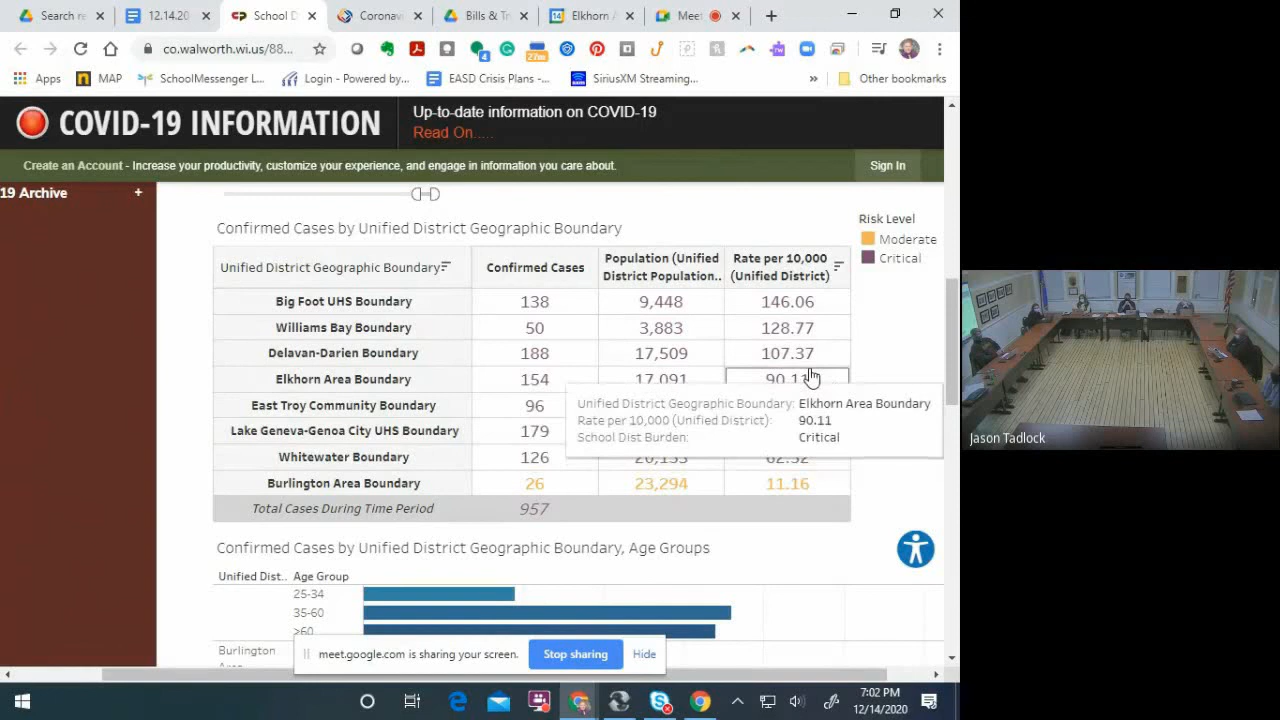 Search re
12.14.20
School D
Coronav
Bills & Tr
Elkhorn A
Meet
co.walworth.wi.us/88...
4
27m
Apps
MAP
SchoolMessenger L...
Login - Powered by...
EASD Crisis Plans -...
SiriusXM Streaming...
»
Other bookmarks
COVID-19 INFORMATION
Up-to-date information on COVID-19
Read On.....
Create an Account - Increase your productivity, customize your experience, and engage in information you care about.
Sign In
19 Archive +
Confirmed Cases by Unified District Geographic Boundary
Risk Level
Moderate
Critical
Unified District Geographic Boundary
Confirmed Cases
Population (Unified
District Population..
Rate per 10,000
(Unified District)
Big Foot UHS Boundary 138 9,448 146.06
Williams Bay Boundary 50 3,883 128.77
Delavan-Darien Boundary 188 17,509 107.37
Elkhorn Area Boundary 154 17,091 90.11
East Troy Community Boundary 96
Lake Geneva-Genoa City UHS Boundary 179
Whitewater Boundary 126
Burlington Area Boundary 26 23,294 11.16
Total Cases During Time Period 957
Unified District Geographic Boundary: Elkhorn Area Boundary
Rate per 10,000 (Unified District): 90.11
School Dist Burden: Critical
Confirmed Cases by Unified District Geographic Boundary, Age Groups
Unified Dist.. Age Group
25-34
35-60
>60
Burlington
meet.google.com is sharing your screen.
Stop sharing
Hide
Jason Tadlock
7:02 PM
12/14/2020